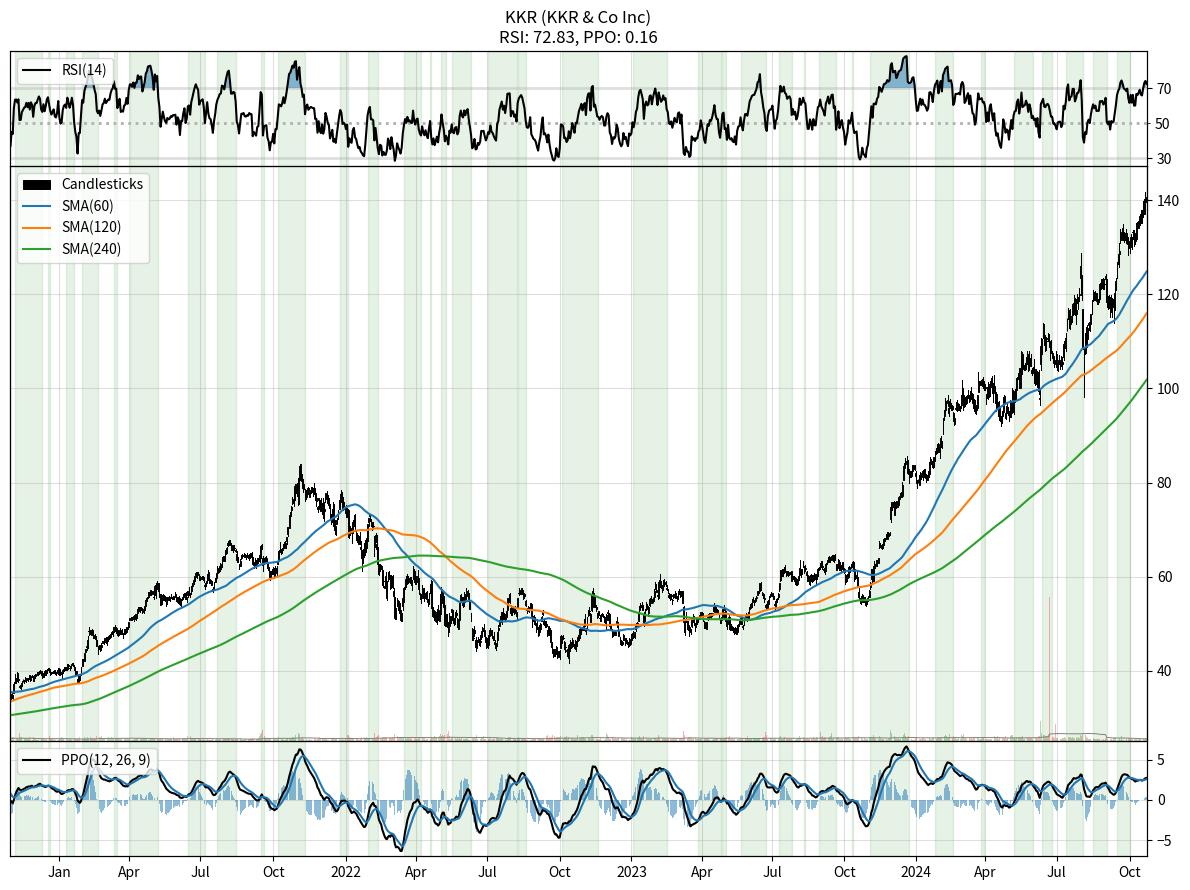 KKR (KKR & Co Inc)
RSI: 72.83, PPO: 0.16
RSI(14)
70
50
30
Candlesticks
SMA(60)
SMA(120)
SMA(240)
140
120
100
80
60
40
PPO(12, 26, 9)
5
0
−5
Jan Apr Jul Oct 2022 Apr Jul Oct 2023 Apr Jul Oct 2024 Apr Jul Oct